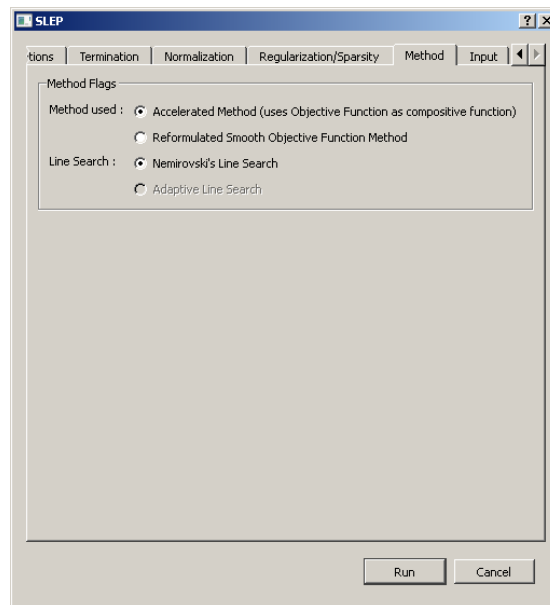 SLEP
tions Termination Normalization Regularization/Sparsity Method Input
Method Flags
Method used : Accelerated Method (uses Objective Function as compositive function)
Reformulated Smooth Objective Function Method
Line Search : Nemirovski's Line Search
Adaptive Line Search
Run Cancel